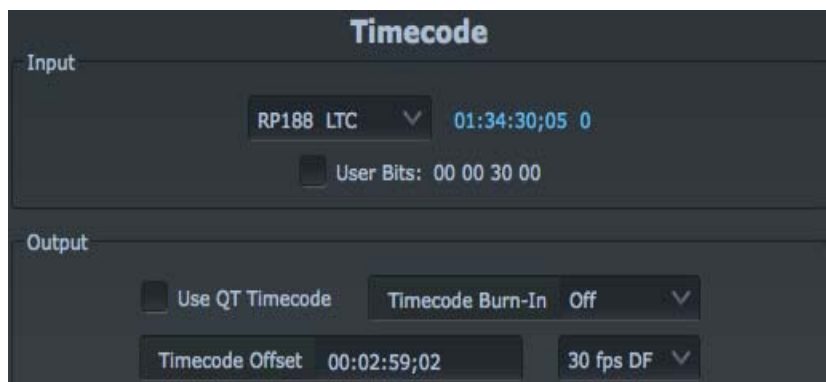 Timecode
Input
RP188 LTC 01:34:30;05 0
User Bits: 00 00 30 00
Output
Use QT Timecode Timecode Burn-In Off
Timecode Offset 00:02:59;02 30 fps DF